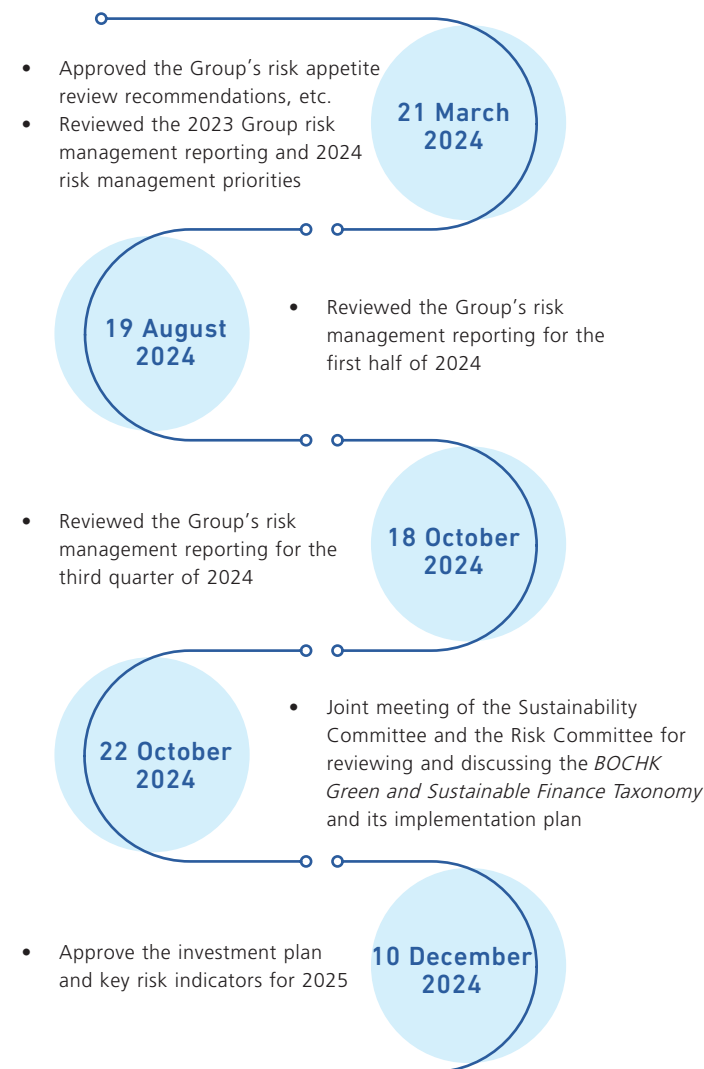 • Approved the Group's risk appetite
review recommendations, etc.
• Reviewed the 2023 Group risk
management reporting and 2024
risk management priorities
21 March
2024
19 August
2024
• Reviewed the Group's risk
management reporting for the
first half of 2024
• Reviewed the Group's risk
management reporting for the
third quarter of 2024
18 October
2024
22 October
2024
• Joint meeting of the Sustainability
Committee and the Risk Committee for
reviewing and discussing the BOCHK
Green and Sustainable Finance Taxonomy
and its implementation plan
• Approve the investment plan
and key risk indicators for 2025
10 December
2024